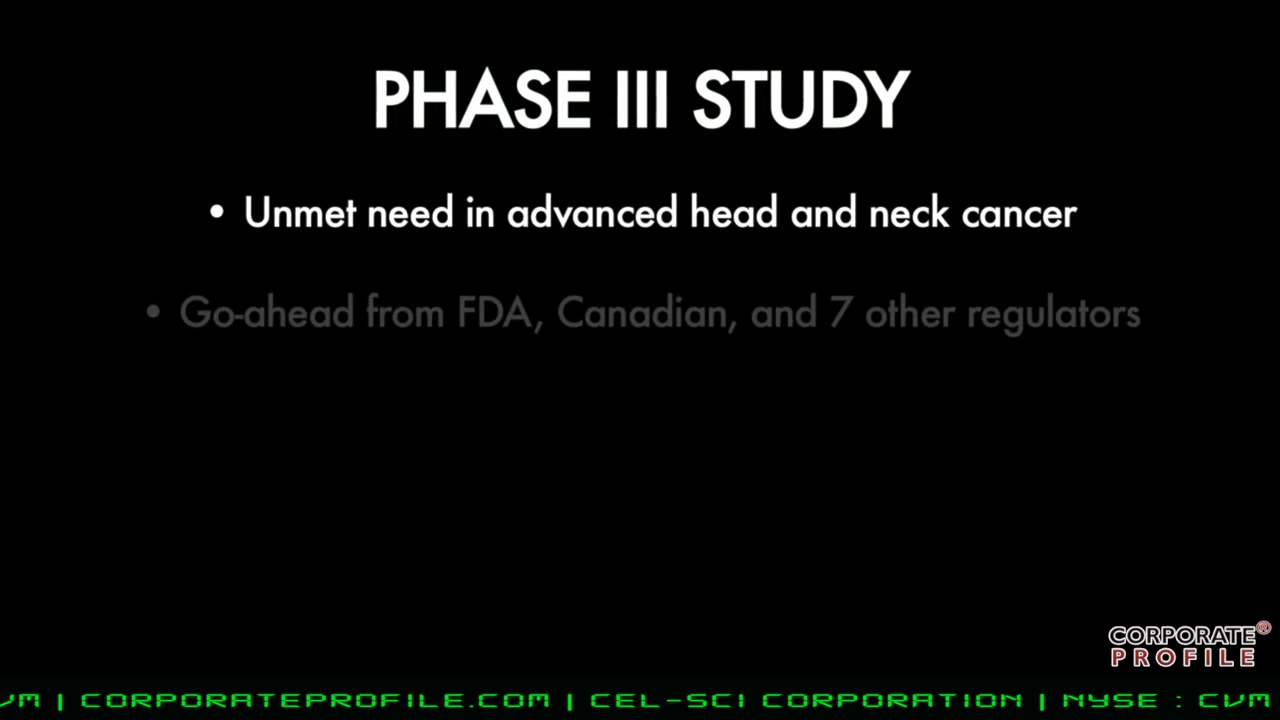 PHASE III STUDY
• Unmet need in advanced head and neck cancer
• Go-ahead from FDA, Canadian, and 7 other regulators
CORPORATE®
PROFILE
VM | CORPORATEPROFILE.COM | CEL-SCI CORPORATION | NYSE : CVM